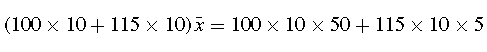 (100 × 10 + 115 × 10) x̄ = 100 × 10 × 50 + 115 × 10 × 5